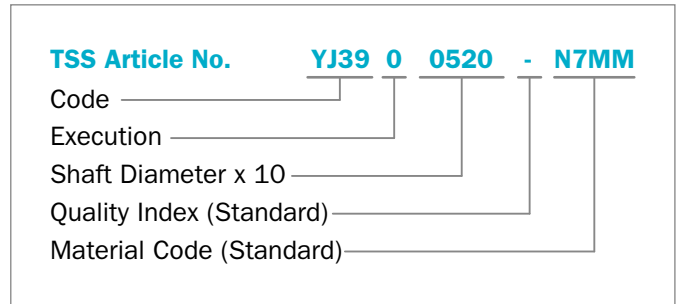 TSS Article No. YJ39 0 0520 - N7MM
Code
Execution
Shaft Diameter x 10
Quality Index (Standard)
Material Code (Standard)